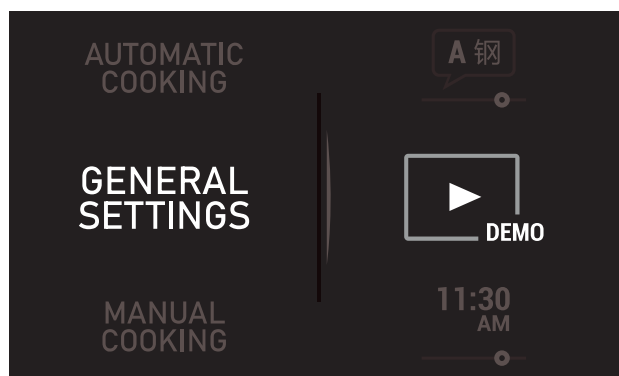 AUTOMATIC
COOKING
GENERAL
SETTINGS
MANUAL
COOKING
A 钢
DEMO
11:30
AM